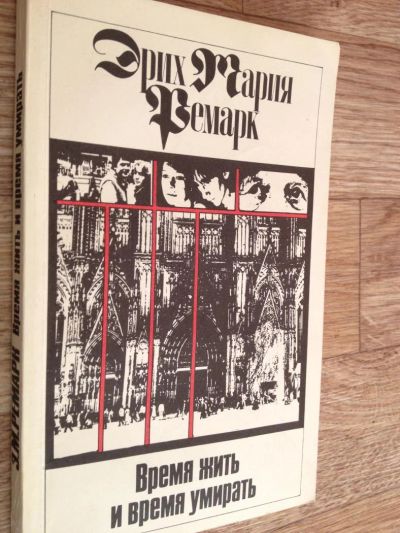 Эрих Мария
Ремарк
Время жить
и время умирать
Э.М.РЕМАРК Время жить и время умирать